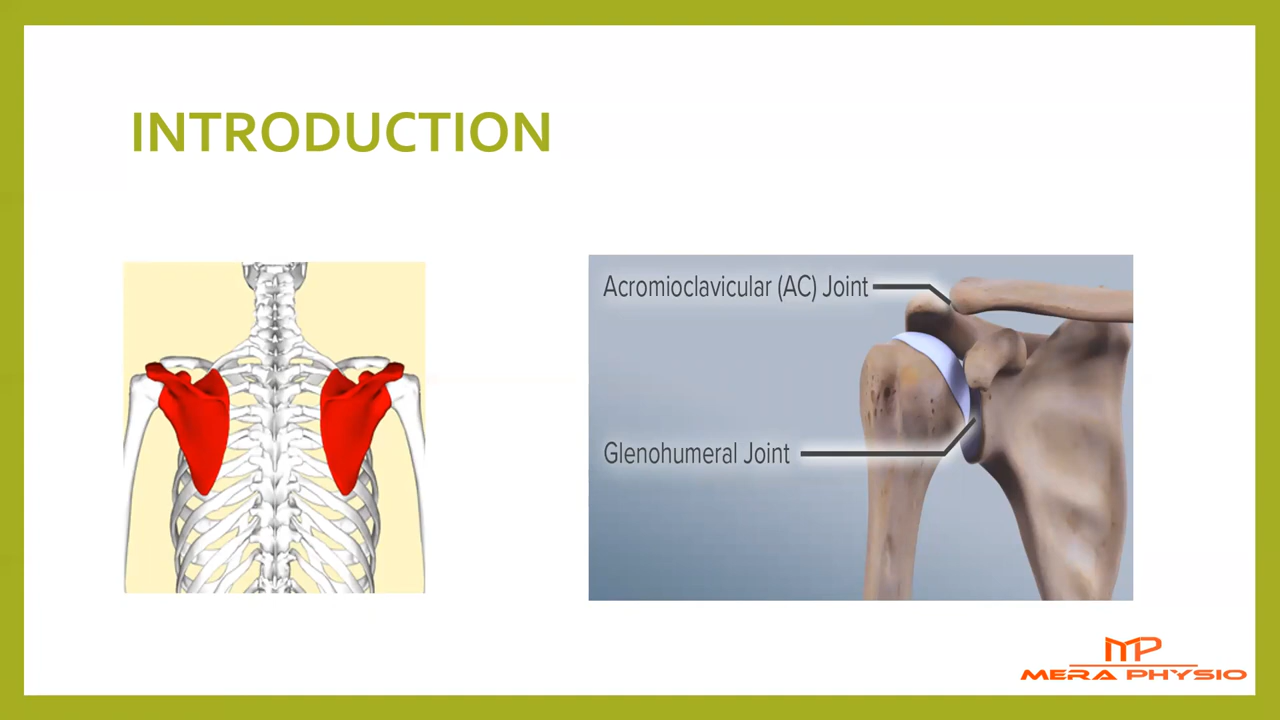 INTRODUCTION
Acromioclavicular (AC) Joint
Glenohumeral Joint
MP
MERA PHYSIO